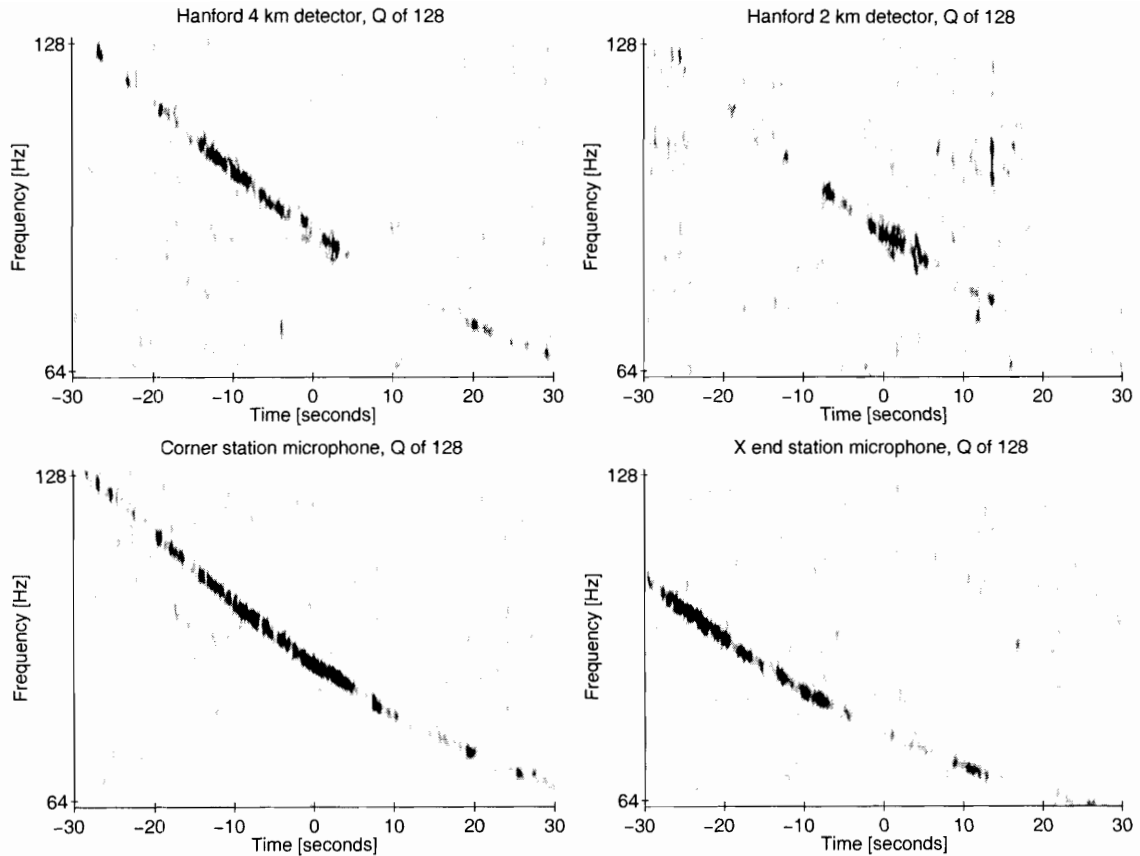 Hanford 4 km detector, Q of 128
128
Frequency [Hz]
64
−30 −20 −10 0 10 20 30
Time [seconds]
Hanford 2 km detector, Q of 128
128
Frequency [Hz]
64
−30 −20 −10 0 10 20 30
Time [seconds]
Corner station microphone, Q of 128
128
Frequency [Hz]
64
−30 −20 −10 0 10 20 30
Time [seconds]
X end station microphone, Q of 128
128
Frequency [Hz]
64
−30 −20 −10 0 10 20 30
Time [seconds]